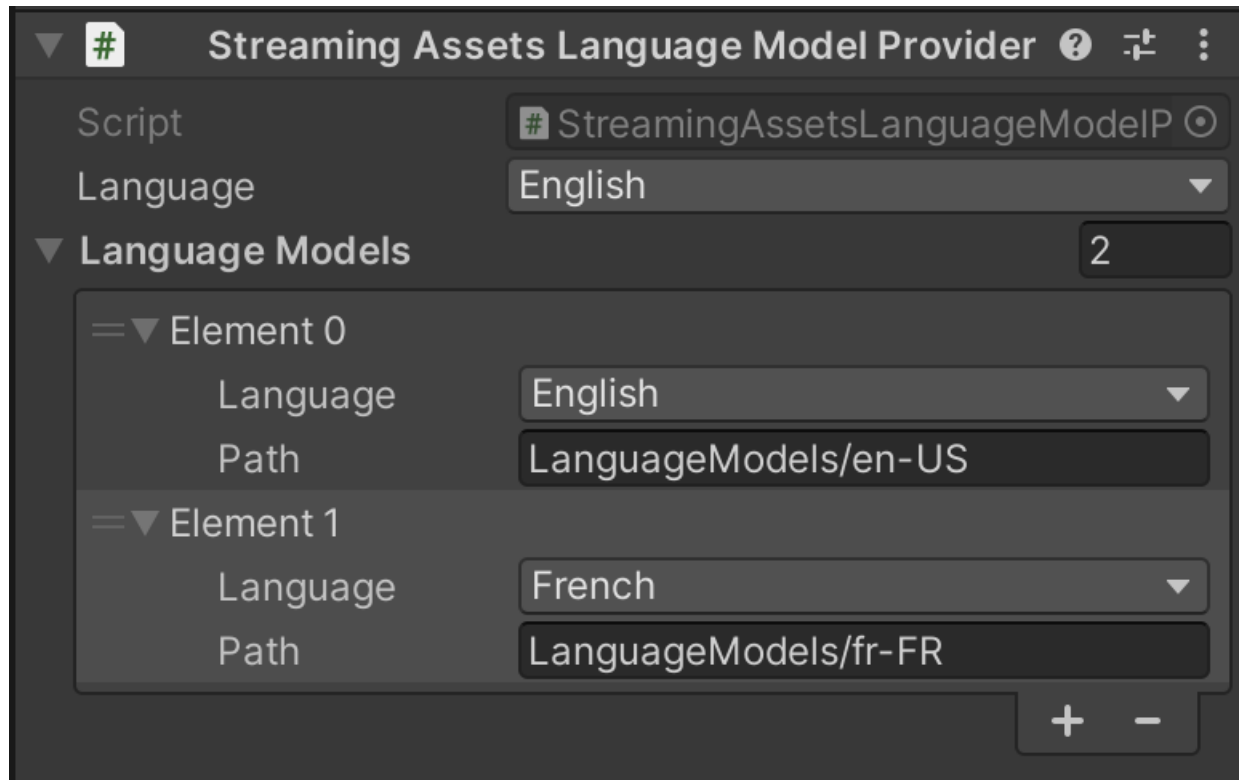 # Streaming Assets Language Model Provider ?
Script # StreamingAssetsLanguageModelP
Language English
Language Models 2
Element 0
Language English
Path LanguageModels/en-US
Element 1
Language French
Path LanguageModels/fr-FR
+ −